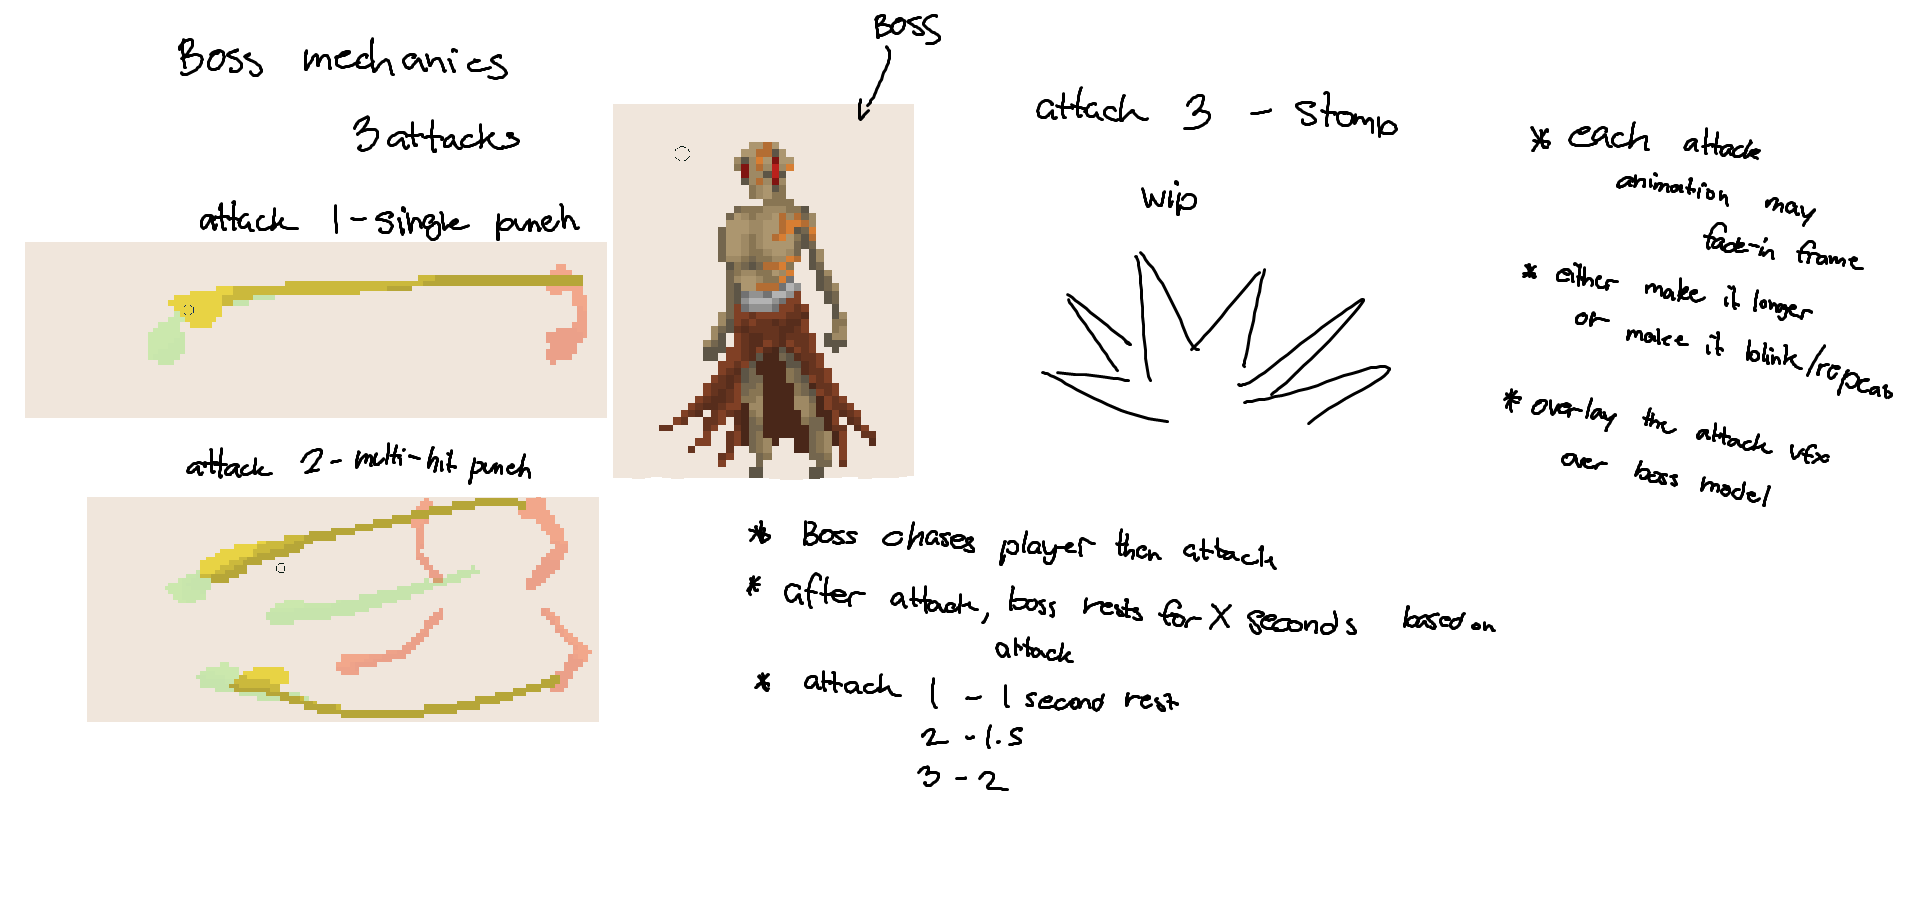 Boss mechanics
3 attacks
attack 1 - single punch
attack 2 - multi-hit punch
Boss
attack 3 - stomp
wip
* each attack
animation may
fade-in frame
* either make it longer
or make it blink/repeat
* overlay the attack vfx
over boss model
* Boss chases player then attack
* after attack, boss rests for X seconds based on
attack
* attack 1 - 1 second rest
2 - 1.5
3 - 2